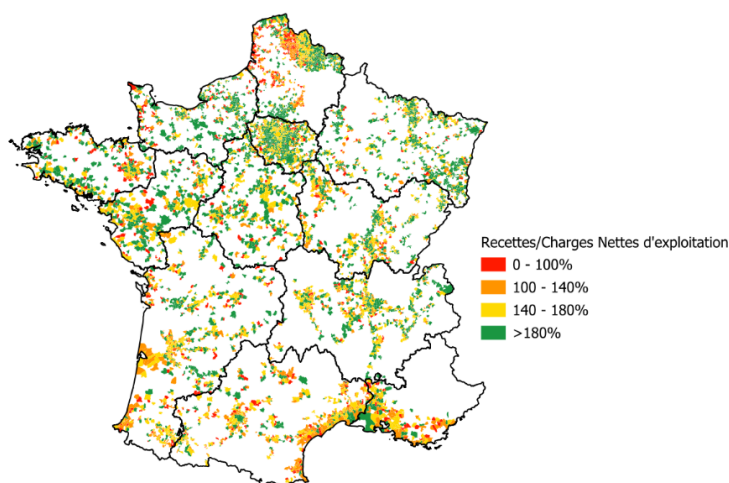 Recettes/Charges Nettes d'exploitation
0 - 100%
100 - 140%
140 - 180%
>180%